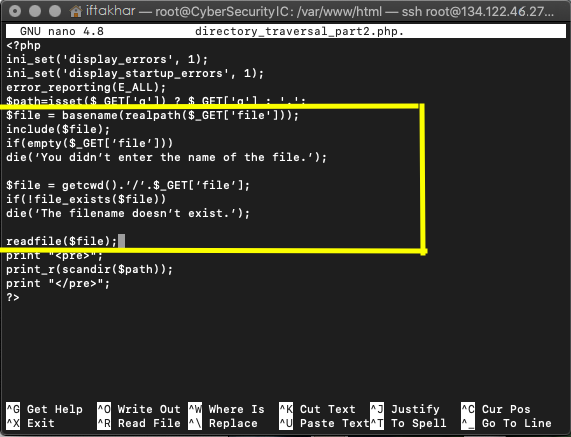 iftakhar — root@CyberSecurityIC: /var/www/html — ssh root@134.122.46.27...
GNU nano 4.8 directory_traversal_part2.php.
<?php
ini_set('display_errors', 1);
ini_set('display_startup_errors', 1);
error_reporting(E_ALL);
$path=isset($_GET['g']) ? $_GET['g'] : '.';
$file = basename(realpath($_GET['file']));
include($file);
if(empty($_GET['file']))
die(‘You didn’t enter the name of the file.’);
$file = getcwd().’/’.$_GET[‘file’];
if(!file_exists($file))
die(‘The filename doesn’t exist.’);
readfile($file);
print "<pre>";
print_r(scandir($path));
print "</pre>";
?>
^G Get Help ^O Write Out ^W Where Is ^K Cut Text ^J Justify ^C Cur Pos
^X Exit ^R Read File ^\ Replace ^U Paste Text ^T To Spell ^_ Go To Line